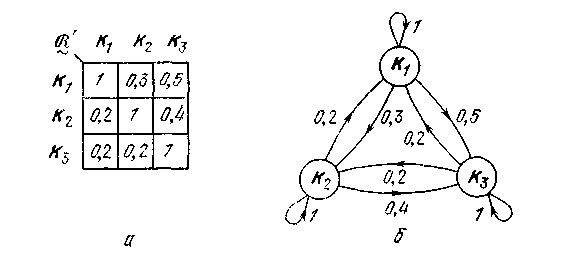 ℛ' K₁ K₂ K₃
K₁ 1 0,3 0,5
K₂ 0,2 1 0,4
K₃ 0,2 0,2 1
а
1
K₁
0,2 0,3 0,2 0,5
K₂ 0,2 K₃
1 0,4 1
б